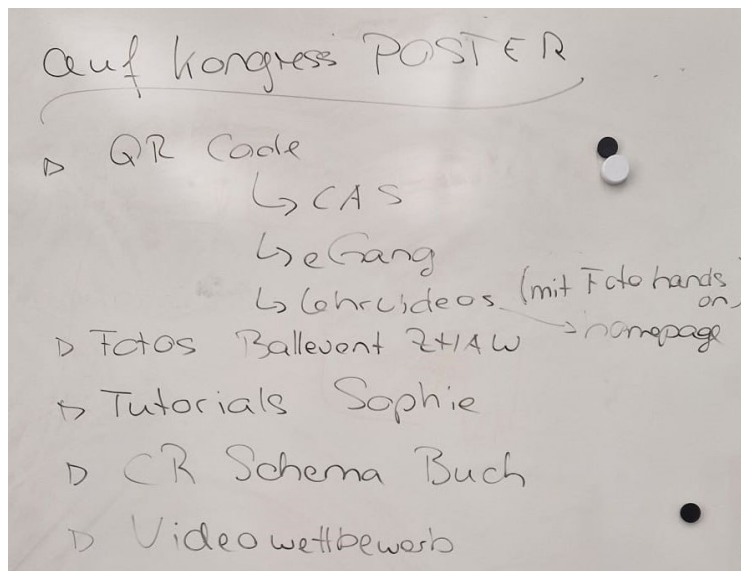 auf Kongress POSTER
▷ QR Code
↳ CAS
↳ eGang
↳ Lehrvideos (mit Foto hands on)
→ homepage
▷ Fotos Ballevent ZHAW
▷ Tutorials Sophie
▷ CR Schema Buch
▷ Videowettbewerb